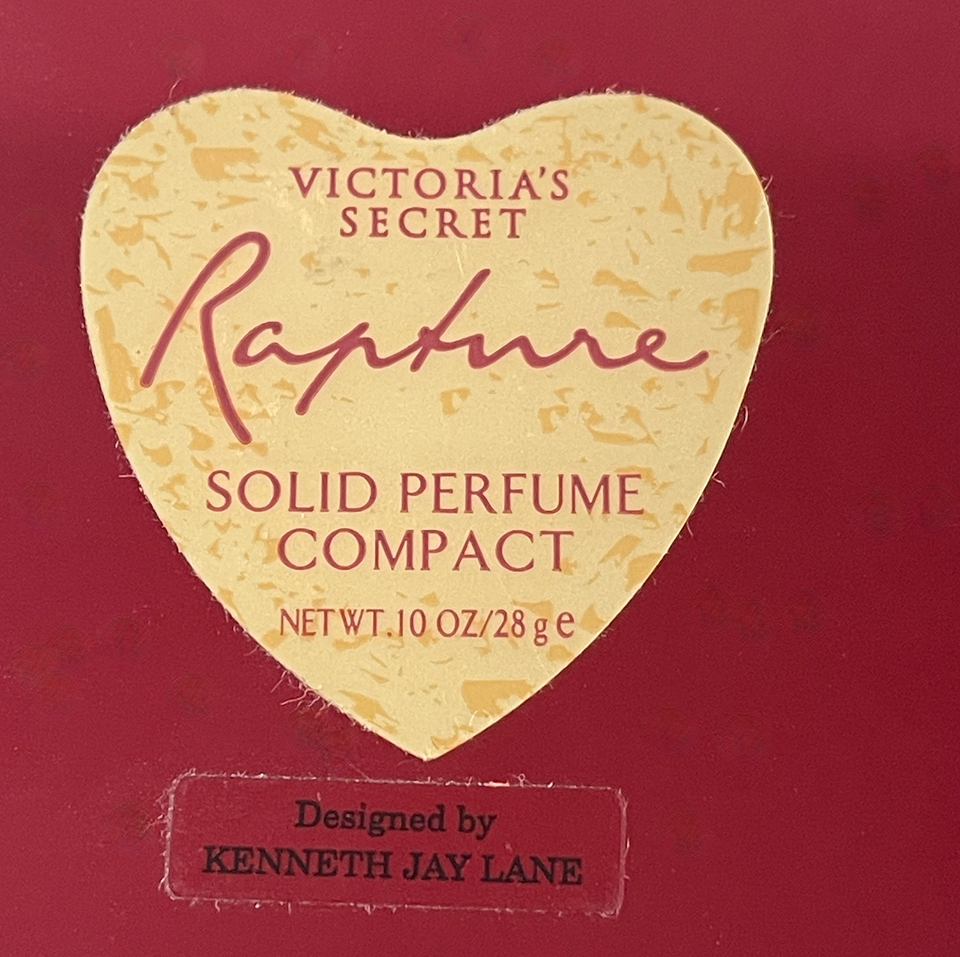 VICTORIA'S
SECRET
Rapture
SOLID PERFUME
COMPACT
NET WT .10 OZ/28 g e
Designed by
KENNETH JAY LANE